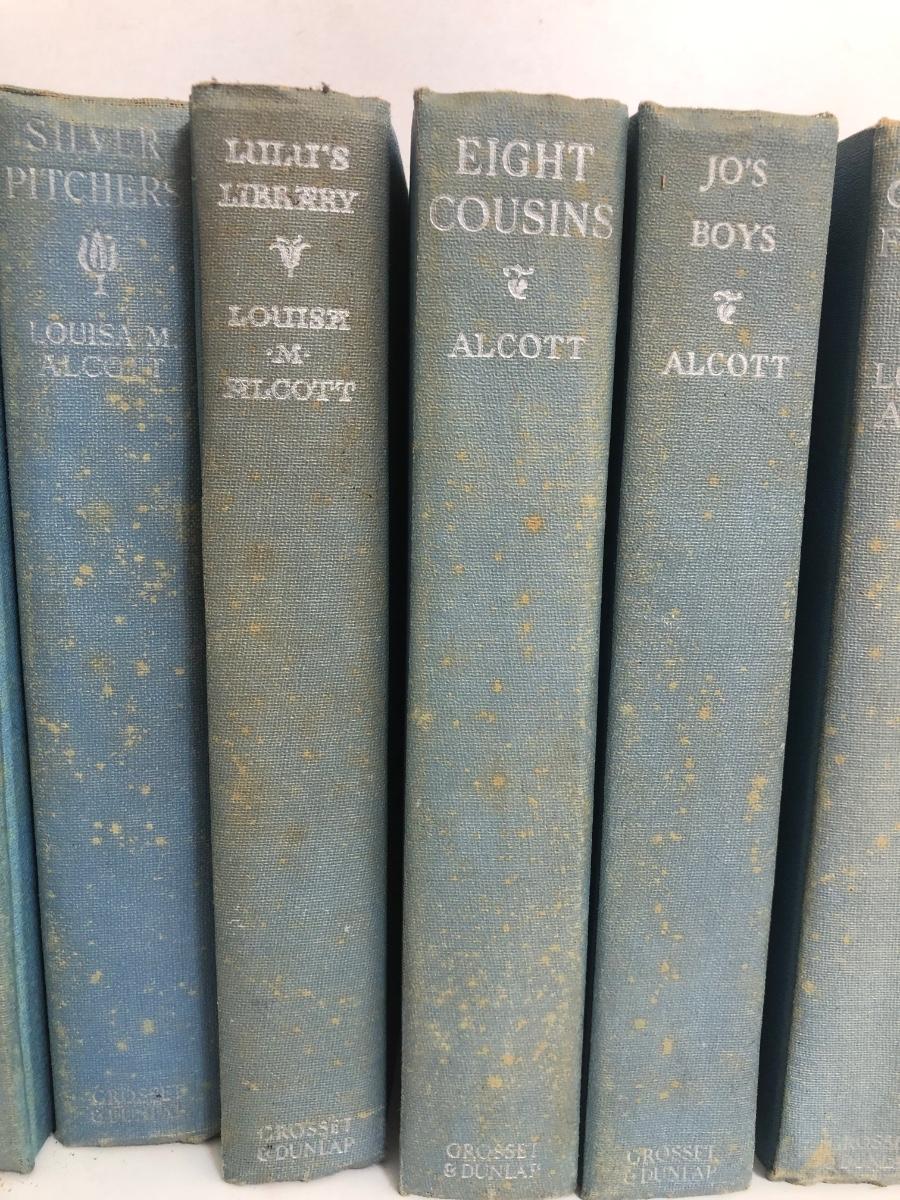 SILVER
PITCHERS
LOUISA M.
ALCOTT
GROSSET
& DUNLAP
LULU'S
LIBRARY
LOUISA
·M·
ALCOTT
GROSSET
& DUNLAP
EIGHT
COUSINS
ALCOTT
GROSSET
& DUNLAP
JO'S
BOYS
ALCOTT
GROSSET
& DUNLAP